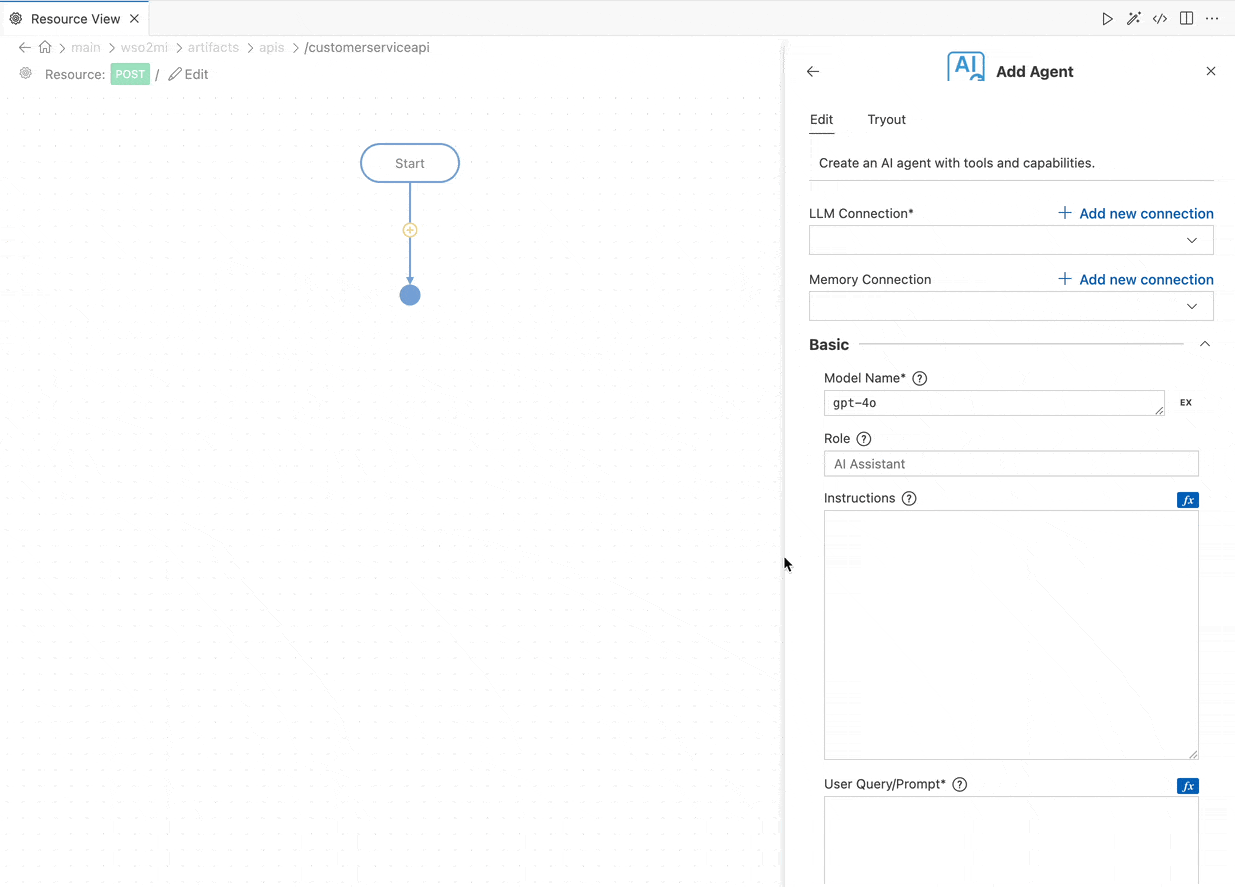 Resource View
main > wso2mi > artifacts > apis > /customerserviceapi
Resource: POST / Edit
Start
AI Add Agent
Edit Tryout
Create an AI agent with tools and capabilities.
LLM Connection* + Add new connection
Memory Connection + Add new connection
Basic
Model Name* ?
gpt-4o EX
Role ?
AI Assistant
Instructions ? fx
User Query/Prompt* ? fx